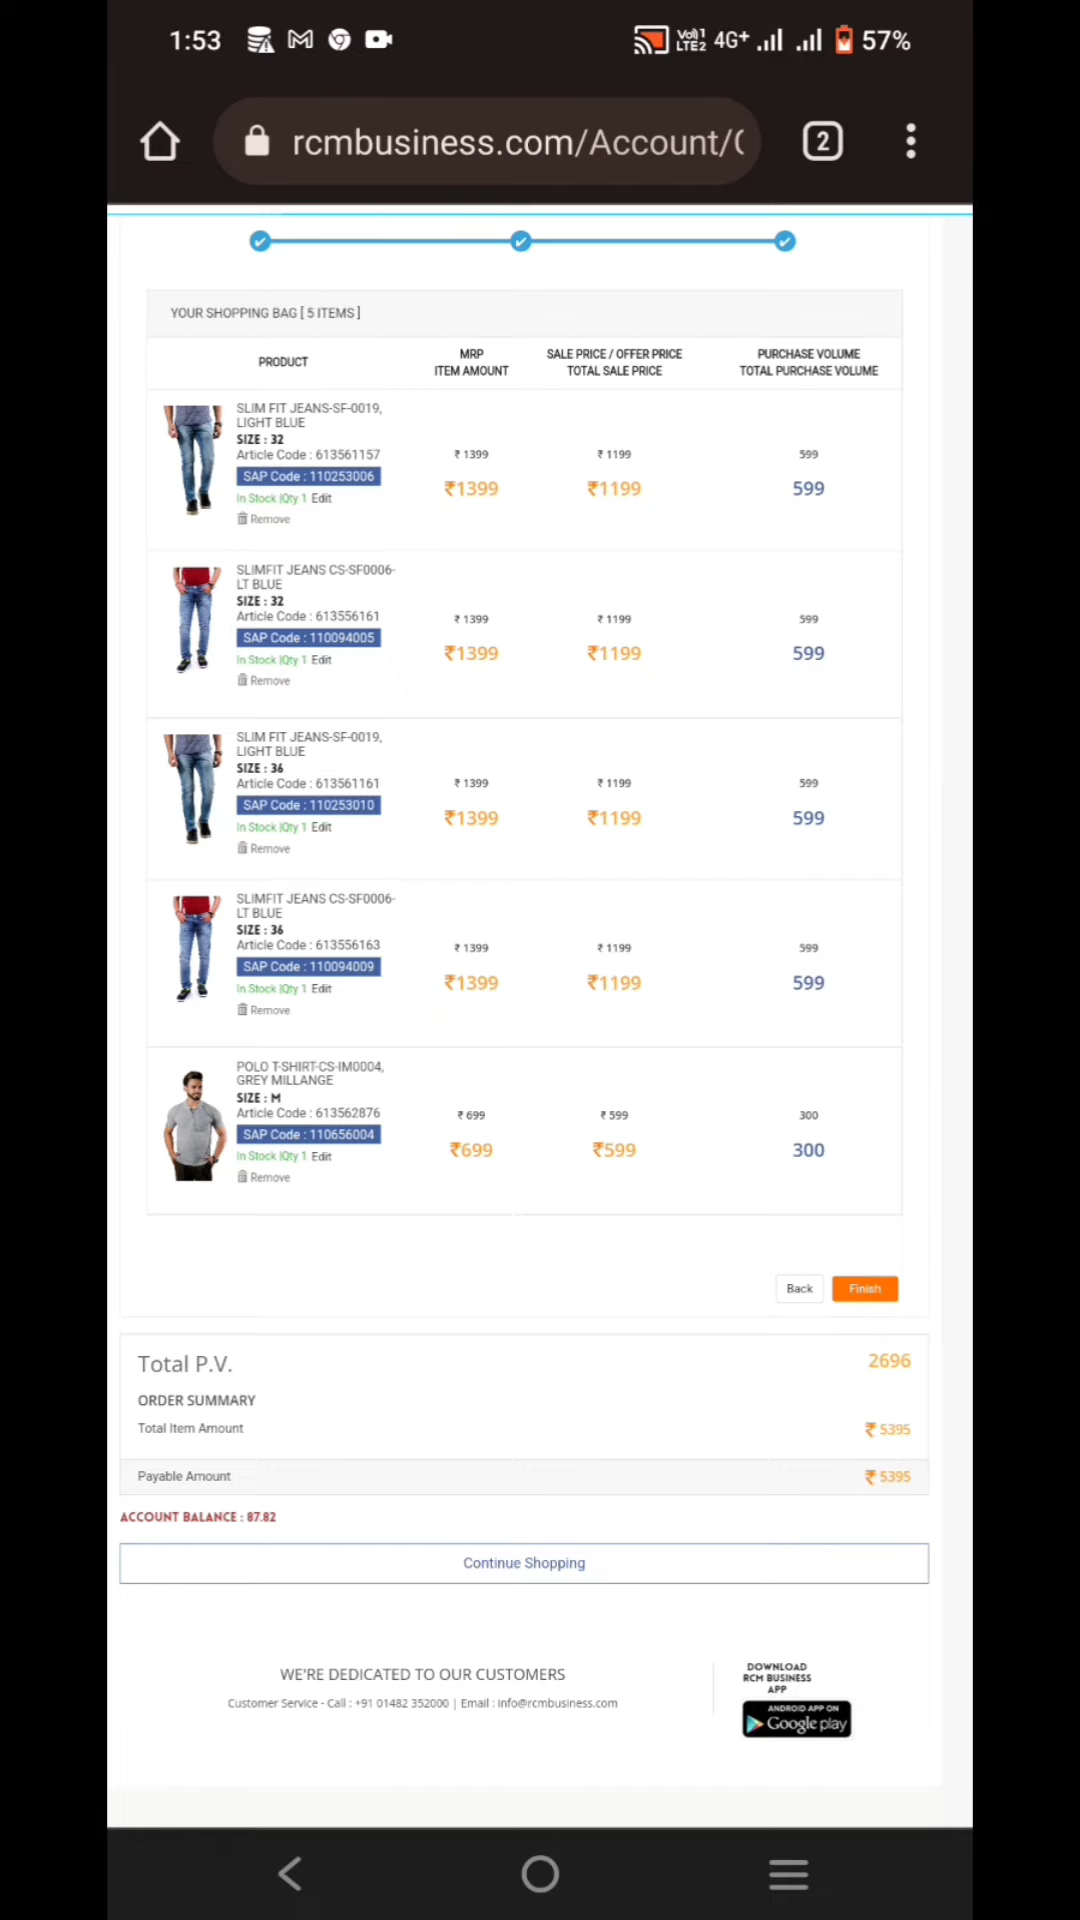 1:53 Vol) 1 LTE2 4G+ 57%
rcmbusiness.com/Account/ 2
YOUR SHOPPING BAG [ 5 ITEMS ]
PRODUCT MRP SALE PRICE / OFFER PRICE PURCHASE VOLUME
ITEM AMOUNT TOTAL SALE PRICE TOTAL PURCHASE VOLUME
SLIM FIT JEANS-SF-0019,
LIGHT BLUE
SIZE : 32
Article Code : 613561157 ₹ 1399 ₹ 1199 599
SAP Code : 110253006 ₹1399 ₹1199 599
In Stock |Qty 1 Edit
Remove
SLIMFIT JEANS CS-SF0006-
LT BLUE
SIZE : 32
Article Code : 613556161 ₹ 1399 ₹ 1199 599
SAP Code : 110094005 ₹1399 ₹1199 599
In Stock |Qty 1 Edit
Remove
SLIM FIT JEANS-SF-0019,
LIGHT BLUE
SIZE : 36
Article Code : 613561161 ₹ 1399 ₹ 1199 599
SAP Code : 110253010 ₹1399 ₹1199 599
In Stock |Qty 1 Edit
Remove
SLIMFIT JEANS CS-SF0006-
LT BLUE
SIZE : 36
Article Code : 613556163 ₹ 1399 ₹ 1199 599
SAP Code : 110094009 ₹1399 ₹1199 599
In Stock |Qty 1 Edit
Remove
POLO T-SHIRT-CS-IM0004,
GREY MILLANGE
SIZE : M
Article Code : 613562876 ₹ 699 ₹ 599 300
SAP Code : 110656004 ₹699 ₹599 300
In Stock |Qty 1 Edit
Remove
Back Finish
Total P.V. 2696
ORDER SUMMARY
Total Item Amount ₹ 5395
Payable Amount ₹ 5395
ACCOUNT BALANCE : 87.82
Continue Shopping
WE'RE DEDICATED TO OUR CUSTOMERS
Customer Service - Call : +91 01482 352000 | Email : info@rcmbusiness.com
DOWNLOAD
RCM BUSINESS
APP
ANDROID APP ON
Google play